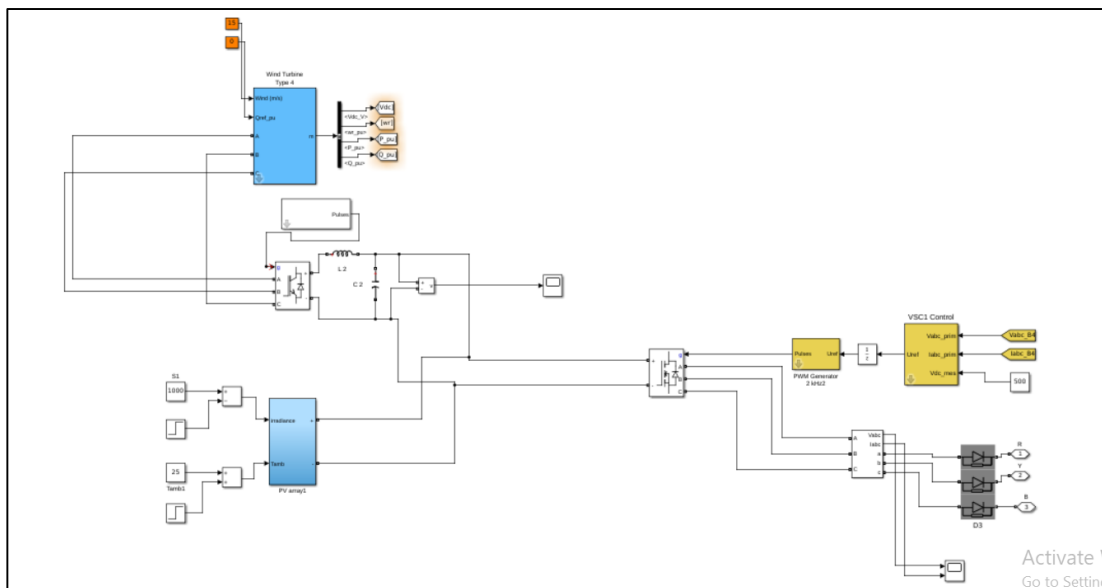 15
0
Wind Turbine
Type 4
Wind (m/s)
Qref_pu
A
B
C
m
<Vdc_V>
<wr_pu>
<P_pu>
<Q_pu>
[Vdc]
[wr]
P_pu]
Q_pu]
Pulses
g
A
B
C
+
-
L 2
C 2
+
-
v
S1
1000
+
-
25
Tamb1
+
+
Irradiance
Tamb
+
-
PV array1
+
-
g
A
B
C
Pulses
Uref
PWM Generator
2 kHz2
1
z
VSC1 Control
Uref
Vabc_prim
Iabc_prim
Vdc_mes
Vabc_B4
Iabc_B4
500
A
B
C
Vabc
Iabc
a
b
c
R
1
Y
2
B
3
D3
Activate
Go to Settin